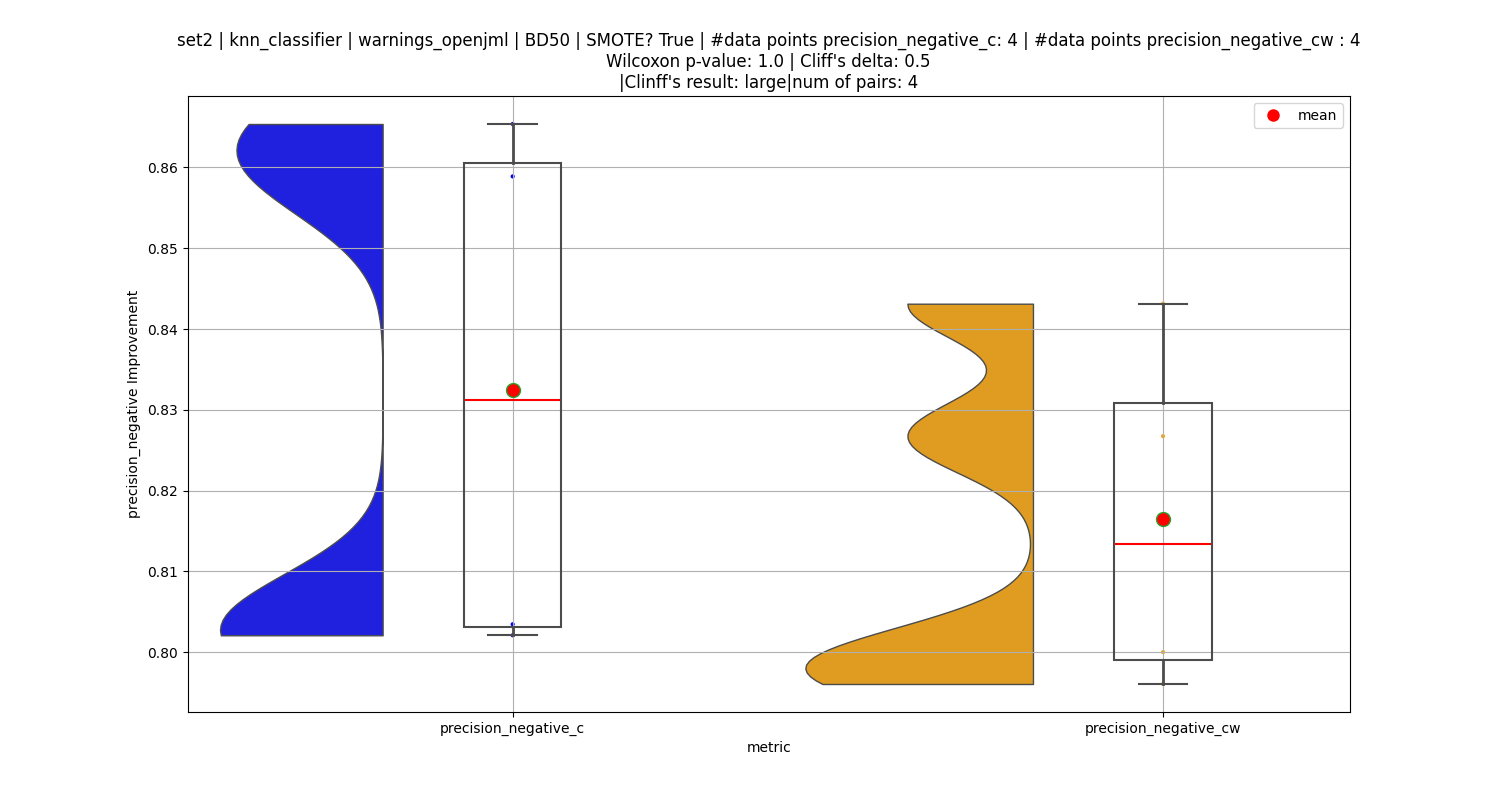 set2 | knn_classifier | warnings_openjml | BD50 | SMOTE? True | #data points precision_negative_c: 4 | #data points precision_negative_cw : 4
Wilcoxon p-value: 1.0 | Cliff's delta: 0.5
|Clinff's result: large|num of pairs: 4
mean
0.86
0.85
0.84
0.83
0.82
0.81
0.80
precision_negative Improvement
precision_negative_c
precision_negative_cw
metric